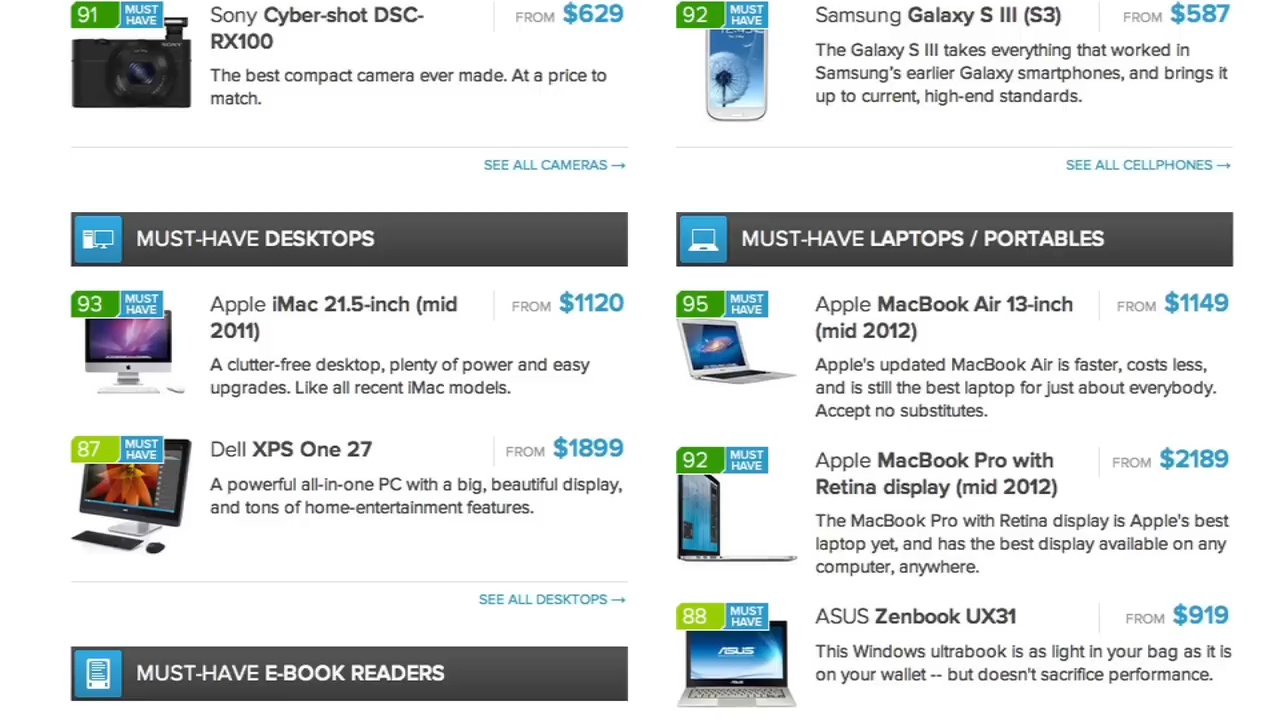 91 MUST HAVE
Sony Cyber-shot DSC-RX100
FROM $629
The best compact camera ever made. At a price to
match.
SONY
SEE ALL CAMERAS →
92 MUST HAVE
Samsung Galaxy S III (S3)
FROM $587
The Galaxy S III takes everything that worked in
Samsung's earlier Galaxy smartphones, and brings it
up to current, high-end standards.
SEE ALL CELLPHONES →
MUST-HAVE DESKTOPS
93 MUST HAVE
Apple iMac 21.5-inch (mid
2011)
FROM $1120
A clutter-free desktop, plenty of power and easy
upgrades. Like all recent iMac models.
87 MUST HAVE
Dell XPS One 27
FROM $1899
A powerful all-in-one PC with a big, beautiful display,
and tons of home-entertainment features.
SEE ALL DESKTOPS →
MUST-HAVE E-BOOK READERS
MUST-HAVE LAPTOPS / PORTABLES
95 MUST HAVE
Apple MacBook Air 13-inch
(mid 2012)
FROM $1149
Apple's updated MacBook Air is faster, costs less,
and is still the best laptop for just about everybody.
Accept no substitutes.
92 MUST HAVE
Apple MacBook Pro with
Retina display (mid 2012)
FROM $2189
The MacBook Pro with Retina display is Apple's best
laptop yet, and has the best display available on any
computer, anywhere.
88 MUST HAVE
ASUS Zenbook UX31
FROM $919
This Windows ultrabook is as light in your bag as it is
on your wallet -- but doesn't sacrifice performance.
ASUS